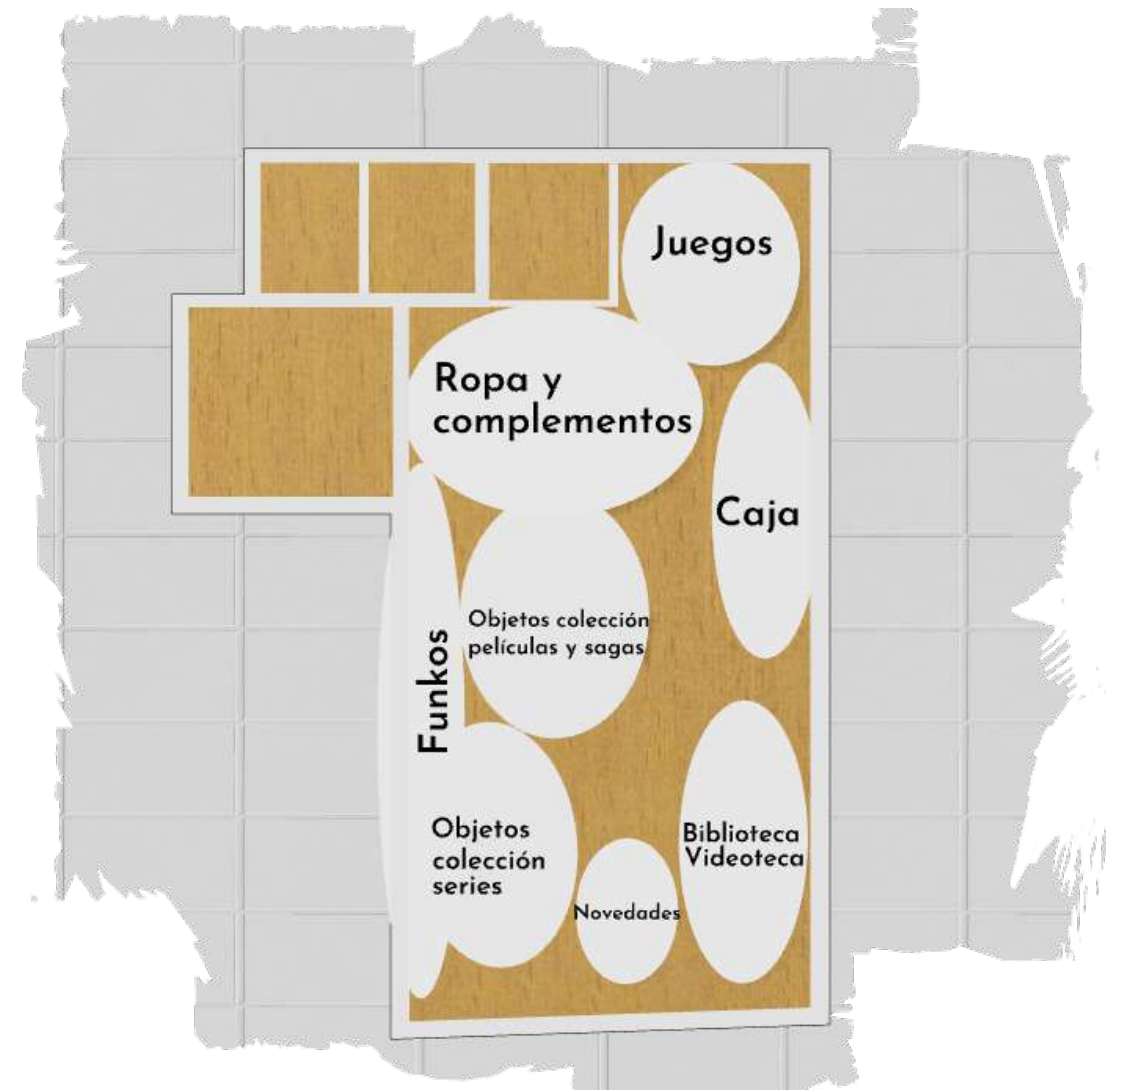 Juegos
Ropa y
complementos
Caja
Objetos colección
películas y sagas
Funkos
Objetos
colección
series
Biblioteca
Videoteca
Novedades